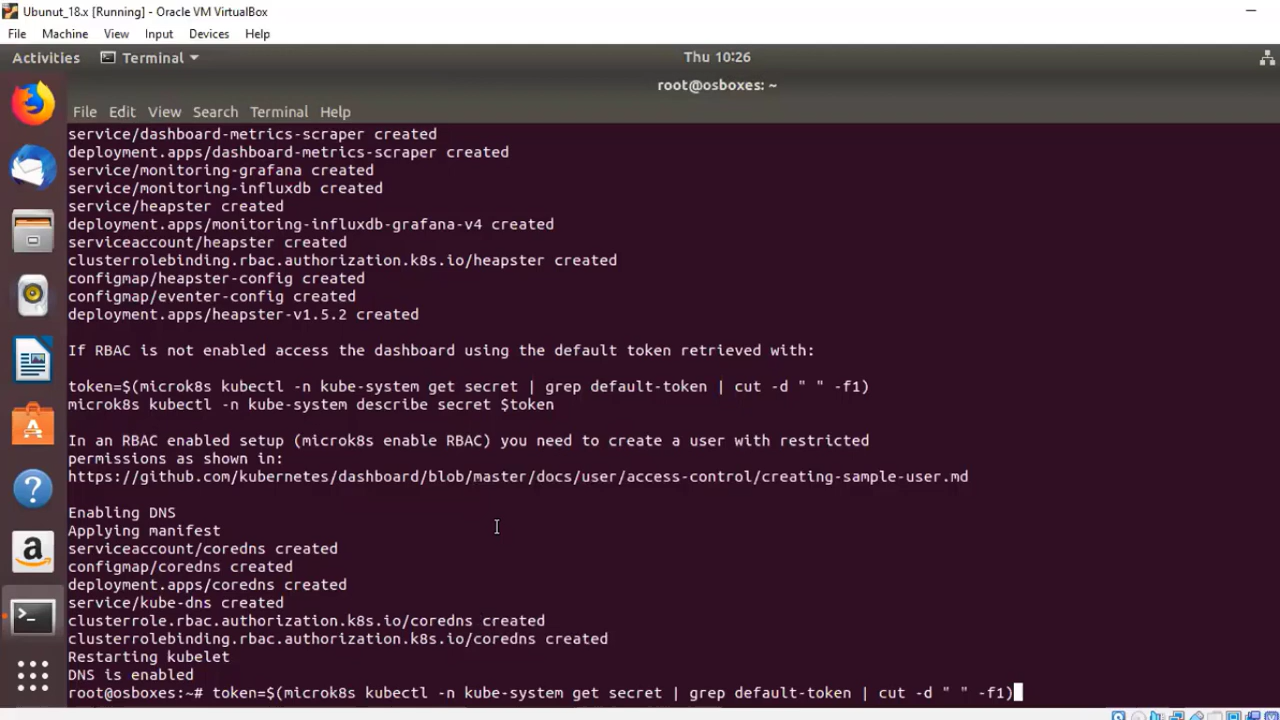 Ubunut_18.x [Running] - Oracle VM VirtualBox
File Machine View Input Devices Help
Activities Terminal Thu 10:26
root@osboxes: ~
File Edit View Search Terminal Help
service/dashboard-metrics-scraper created
deployment.apps/dashboard-metrics-scraper created
service/monitoring-grafana created
service/monitoring-influxdb created
service/heapster created
deployment.apps/monitoring-influxdb-grafana-v4 created
serviceaccount/heapster created
clusterrolebinding.rbac.authorization.k8s.io/heapster created
configmap/heapster-config created
configmap/eventer-config created
deployment.apps/heapster-v1.5.2 created
If RBAC is not enabled access the dashboard using the default token retrieved with:
token=$(microk8s kubectl -n kube-system get secret | grep default-token | cut -d " " -f1)
microk8s kubectl -n kube-system describe secret $token
In an RBAC enabled setup (microk8s enable RBAC) you need to create a user with restricted
permissions as shown in:
https://github.com/kubernetes/dashboard/blob/master/docs/user/access-control/creating-sample-user.md
Enabling DNS
Applying manifest
serviceaccount/coredns created
configmap/coredns created
deployment.apps/coredns created
service/kube-dns created
clusterrole.rbac.authorization.k8s.io/coredns created
clusterrolebinding.rbac.authorization.k8s.io/coredns created
Restarting kubelet
DNS is enabled
root@osboxes:~# token=$(microk8s kubectl -n kube-system get secret | grep default-token | cut -d " " -f1)